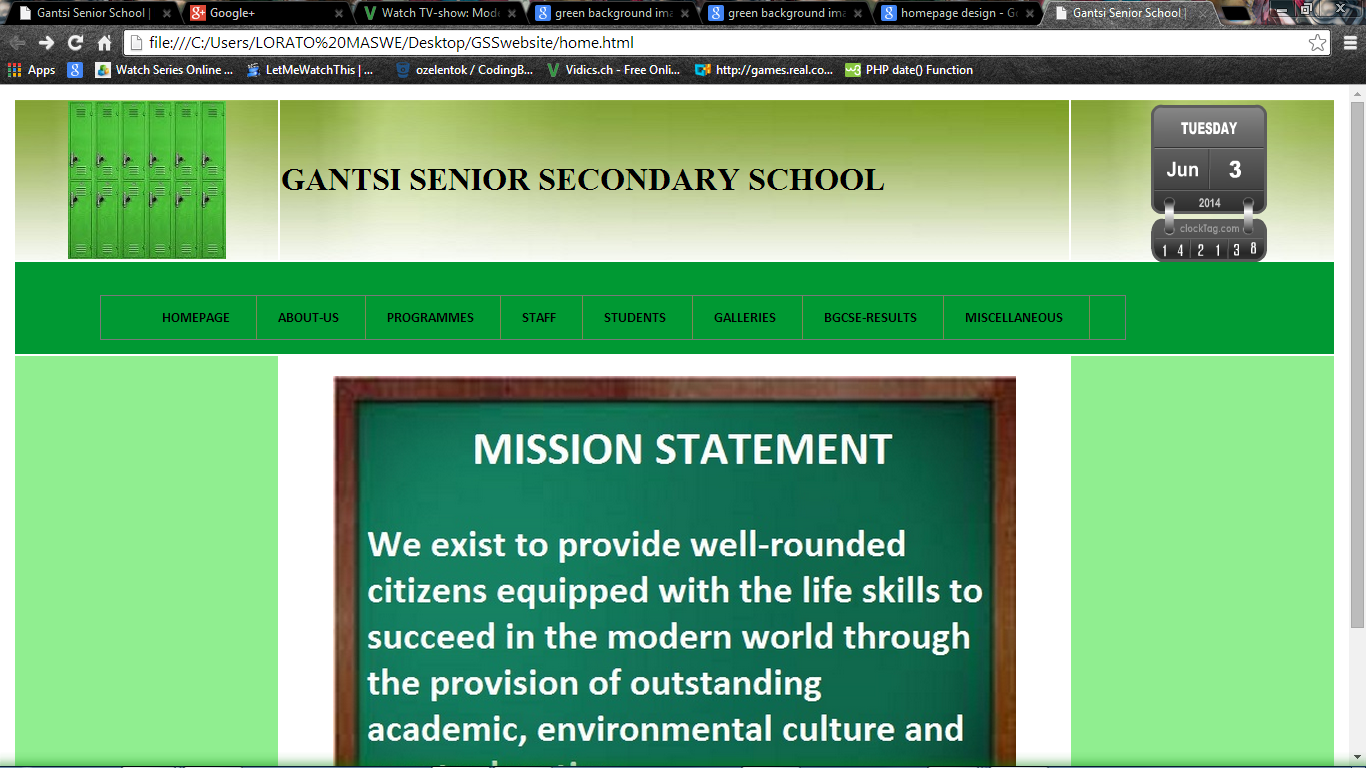 Gantsi Senior School |
Google+
Watch TV-show: Mode
green background ima
green background ima
homepage design - G
Gantsi Senior School |
file:///C:/Users/LORATO%20MASWE/Desktop/GSSwebsite/home.html
Apps
Watch Series Online ...
LetMeWatchThis | ...
ozelentok / CodingB...
Vidics.ch - Free Onli...
http://games.real.co...
PHP date() Function
GANTSI SENIOR SECONDARY SCHOOL
TUESDAY
Jun 3
2014
clockTag.com
1 4 2 1 3 8
HOMEPAGE ABOUT-US PROGRAMMES STAFF STUDENTS GALLERIES BGCSE-RESULTS MISCELLANEOUS
MISSION STATEMENT
We exist to provide well-rounded
citizens equipped with the life skills to
succeed in the modern world through
the provision of outstanding
academic, environmental culture and